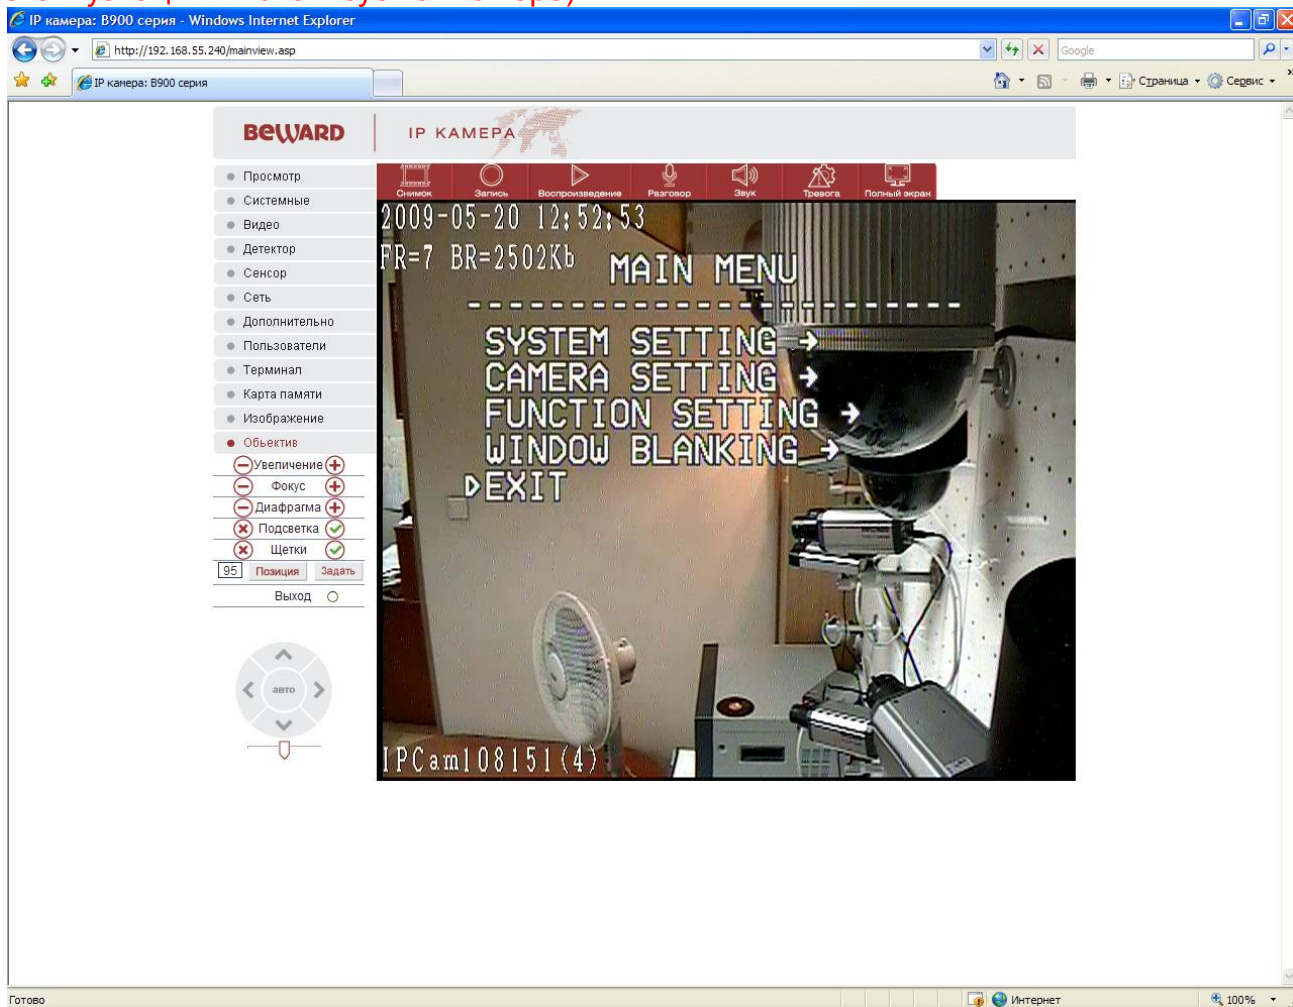 IP камера: B900 серия - Windows Internet Explorer
http://192.168.55.240/mainview.asp
Google
IP камера: B900 серия
Страница
Сервис
BEWARD
IP КАМЕРА
Просмотр
Системные
Видео
Детектор
Сенсор
Сеть
Дополнительно
Пользователи
Терминал
Карта памяти
Изображение
Объектив
Увеличение
Фокус
Диафрагма
Подсветка
Щетки
95 Позиция Задать
Выход
авто
Снимок Запись Воспроизведение Разговор Звук Тревога Полный экран
2009-05-20 12:52:53
FR=7 BR=2502Kb
MAIN MENU
SYSTEM SETTING →
CAMERA SETTING →
FUNCTION SETTING →
WINDOW BLANKING →
EXIT
IPCam108151(4)
Готово
Интернет
100%